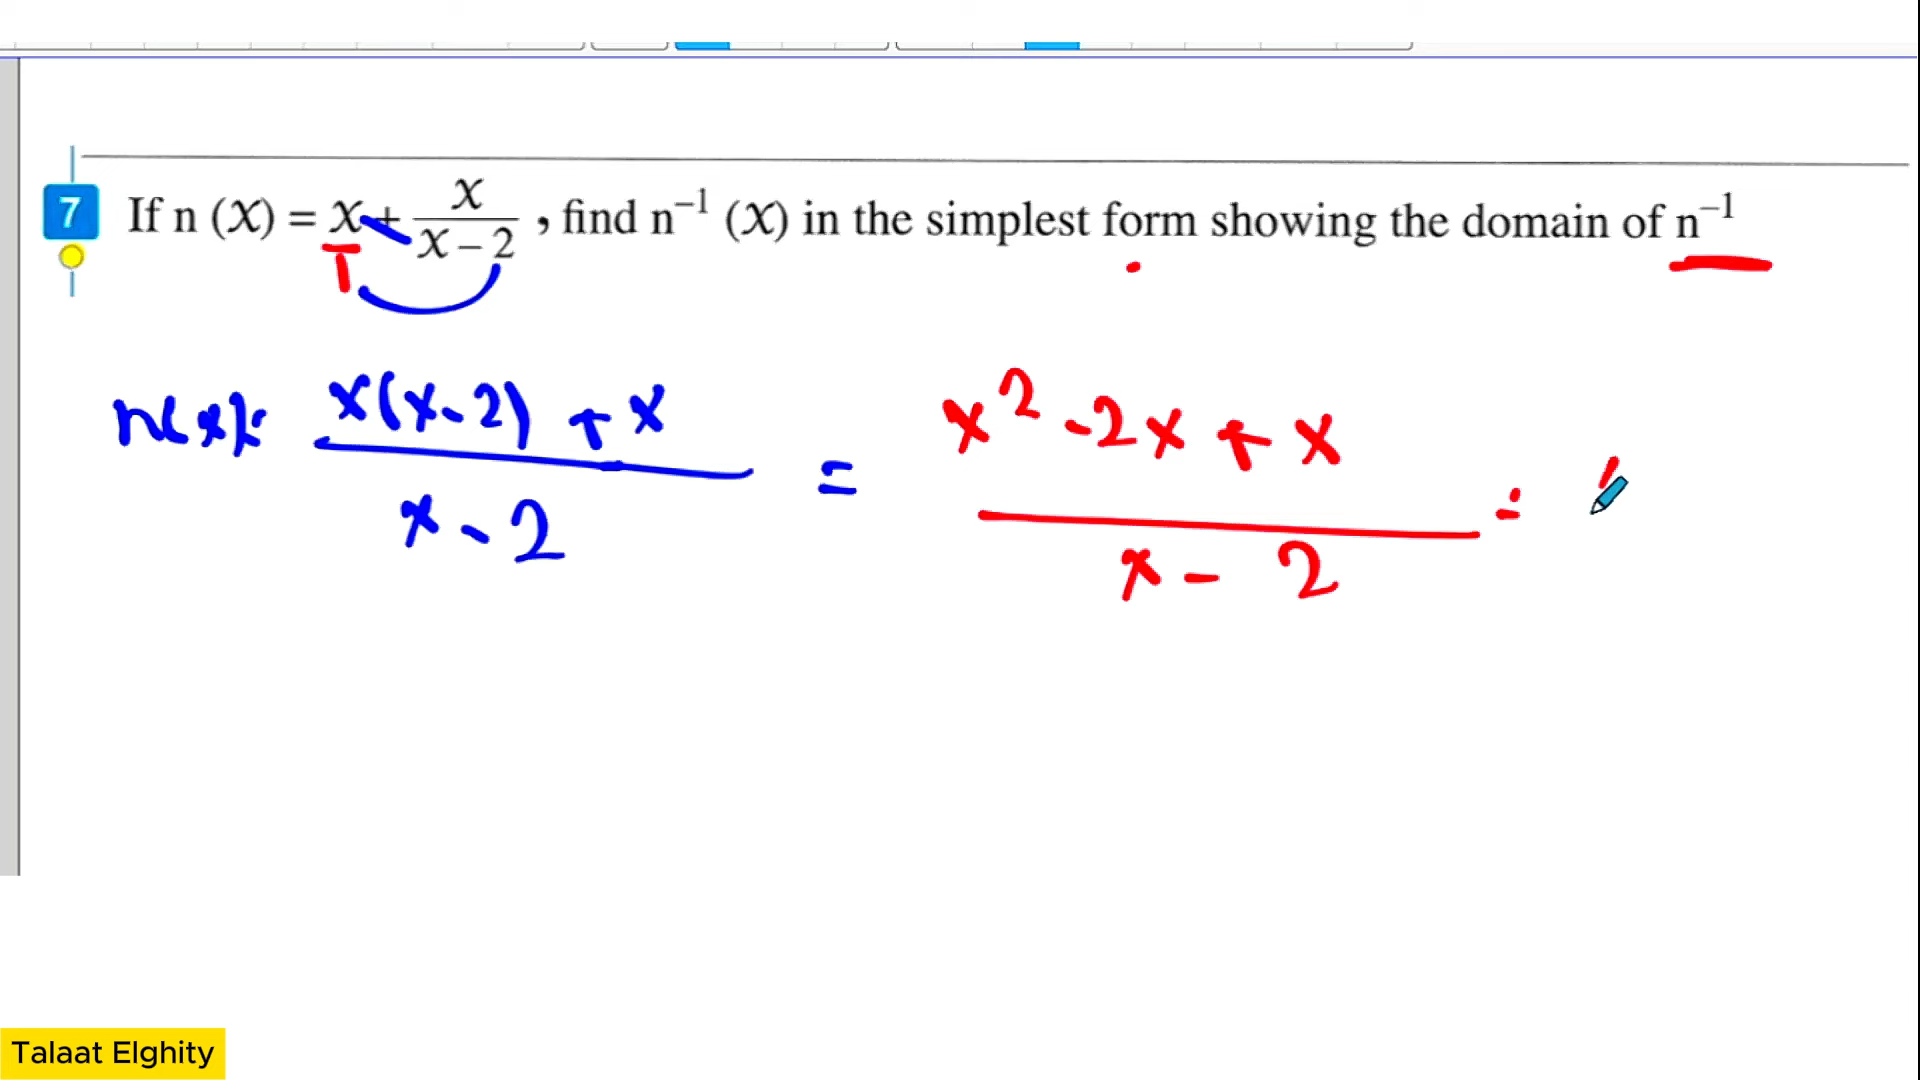 7 If n (X) = X + X/(X – 2) , find n⁻¹ (X) in the simplest form showing the domain of n⁻¹
n(x) = (x(x-2) + x)/(x - 2) = (x² - 2x + x)/(x - 2) =
Talaat Elghity